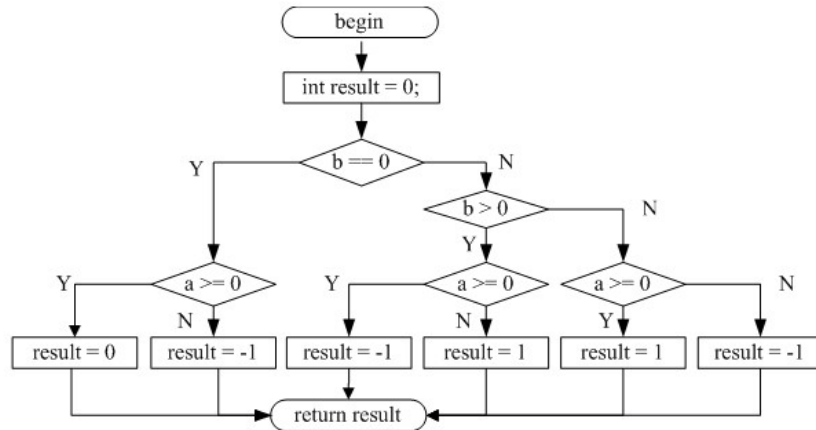 begin
int result = 0;
b == 0
Y
N
b > 0
N
Y
Y
a >= 0
Y
a >= 0
a >= 0
N
N
N
Y
result = 0
result = -1
result = -1
result = 1
result = 1
result = -1
return result